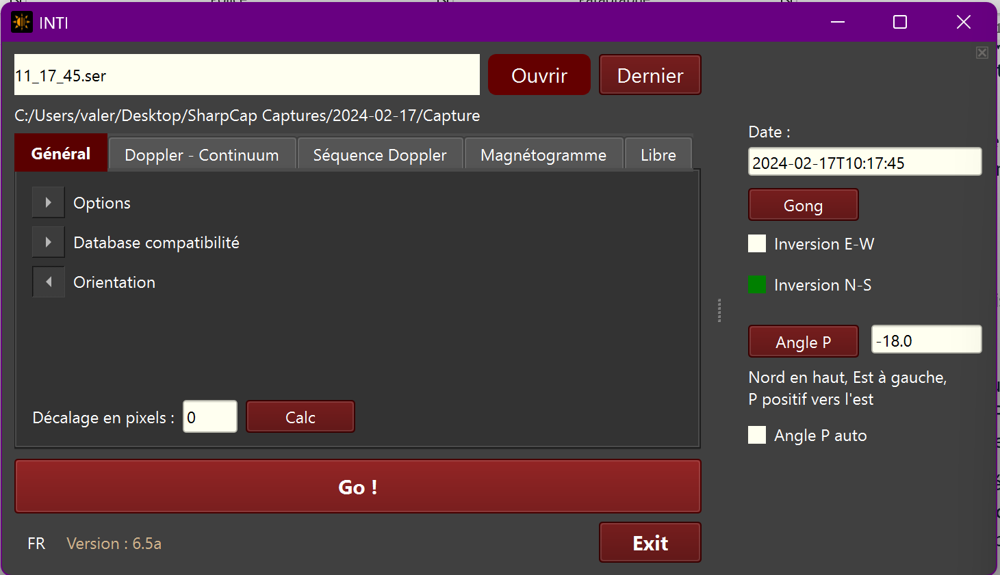 INTI
11_17_45.ser
Ouvrir
Dernier
C:/Users/valer/Desktop/SharpCap Captures/2024-02-17/Capture
Général
Doppler - Continuum
Séquence Doppler
Magnétogramme
Libre
Options
Database compatibilité
Orientation
Décalage en pixels :
0
Calc
Go !
FR
Version : 6.5a
Exit
Date :
2024-02-17T10:17:45
Gong
Inversion E-W
Inversion N-S
Angle P
-18.0
Nord en haut, Est à gauche,
P positif vers l'est
Angle P auto